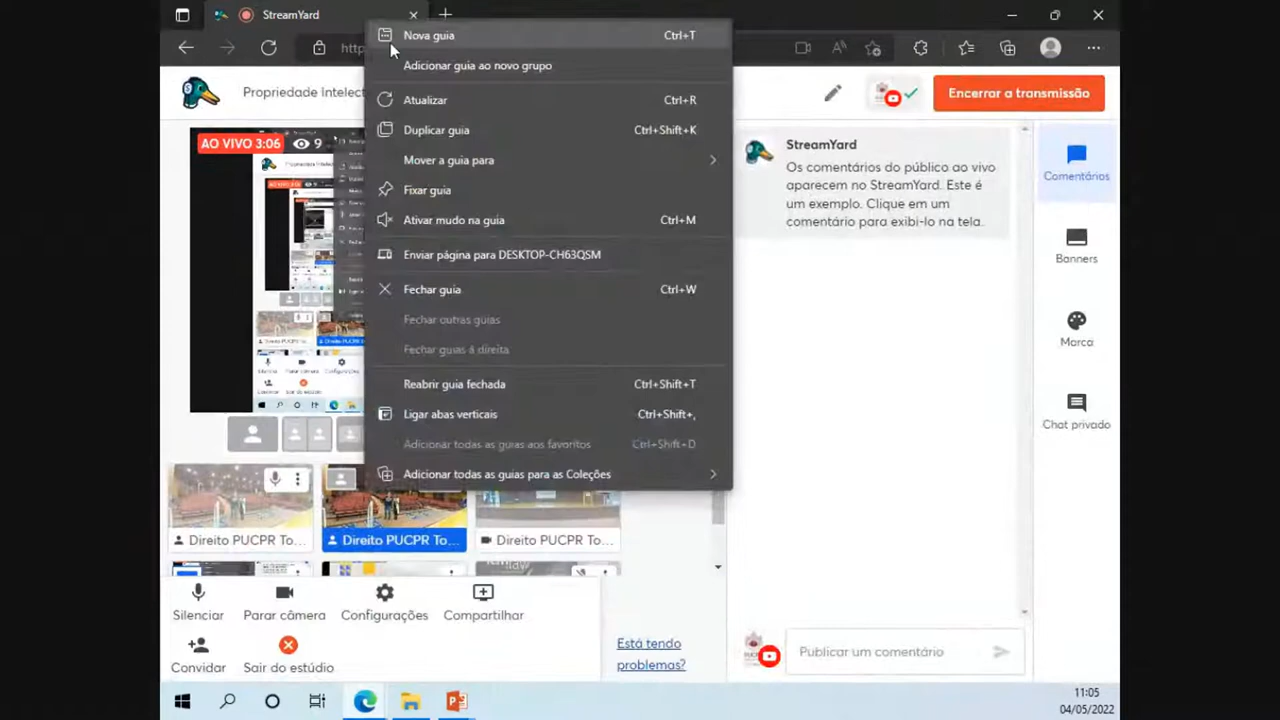 StreamYard
http
Propriedade Intelect
Encerrar a transmissão
Nova guia Ctrl+T
Adicionar guia ao novo grupo
Atualizar Ctrl+R
Duplicar guia Ctrl+Shift+K
Mover a guia para
Fixar guia
Ativar mudo na guia Ctrl+M
Enviar página para DESKTOP-CH63QSM
Fechar guia Ctrl+W
Fechar outras guias
Fechar guias à direita
Reabrir guia fechada Ctrl+Shift+T
Ligar abas verticais Ctrl+Shift+,
Adicionar todas as guias aos favoritos Ctrl+Shift+D
Adicionar todas as guias para as Coleções
AO VIVO 3:06 9
Direito PUCPR To...
Direito PUCPR To...
Direito PUCPR To...
Silenciar
Parar câmera
Configurações
Compartilhar
Convidar
Sair do estúdio
Está tendo
problemas?
StreamYard
Os comentários do público ao vivo
aparecem no StreamYard. Este é
um exemplo. Clique em um
comentário para exibi-lo na tela.
Publicar um comentário
Comentários
Banners
Marca
Chat privado
11:05
04/05/2022